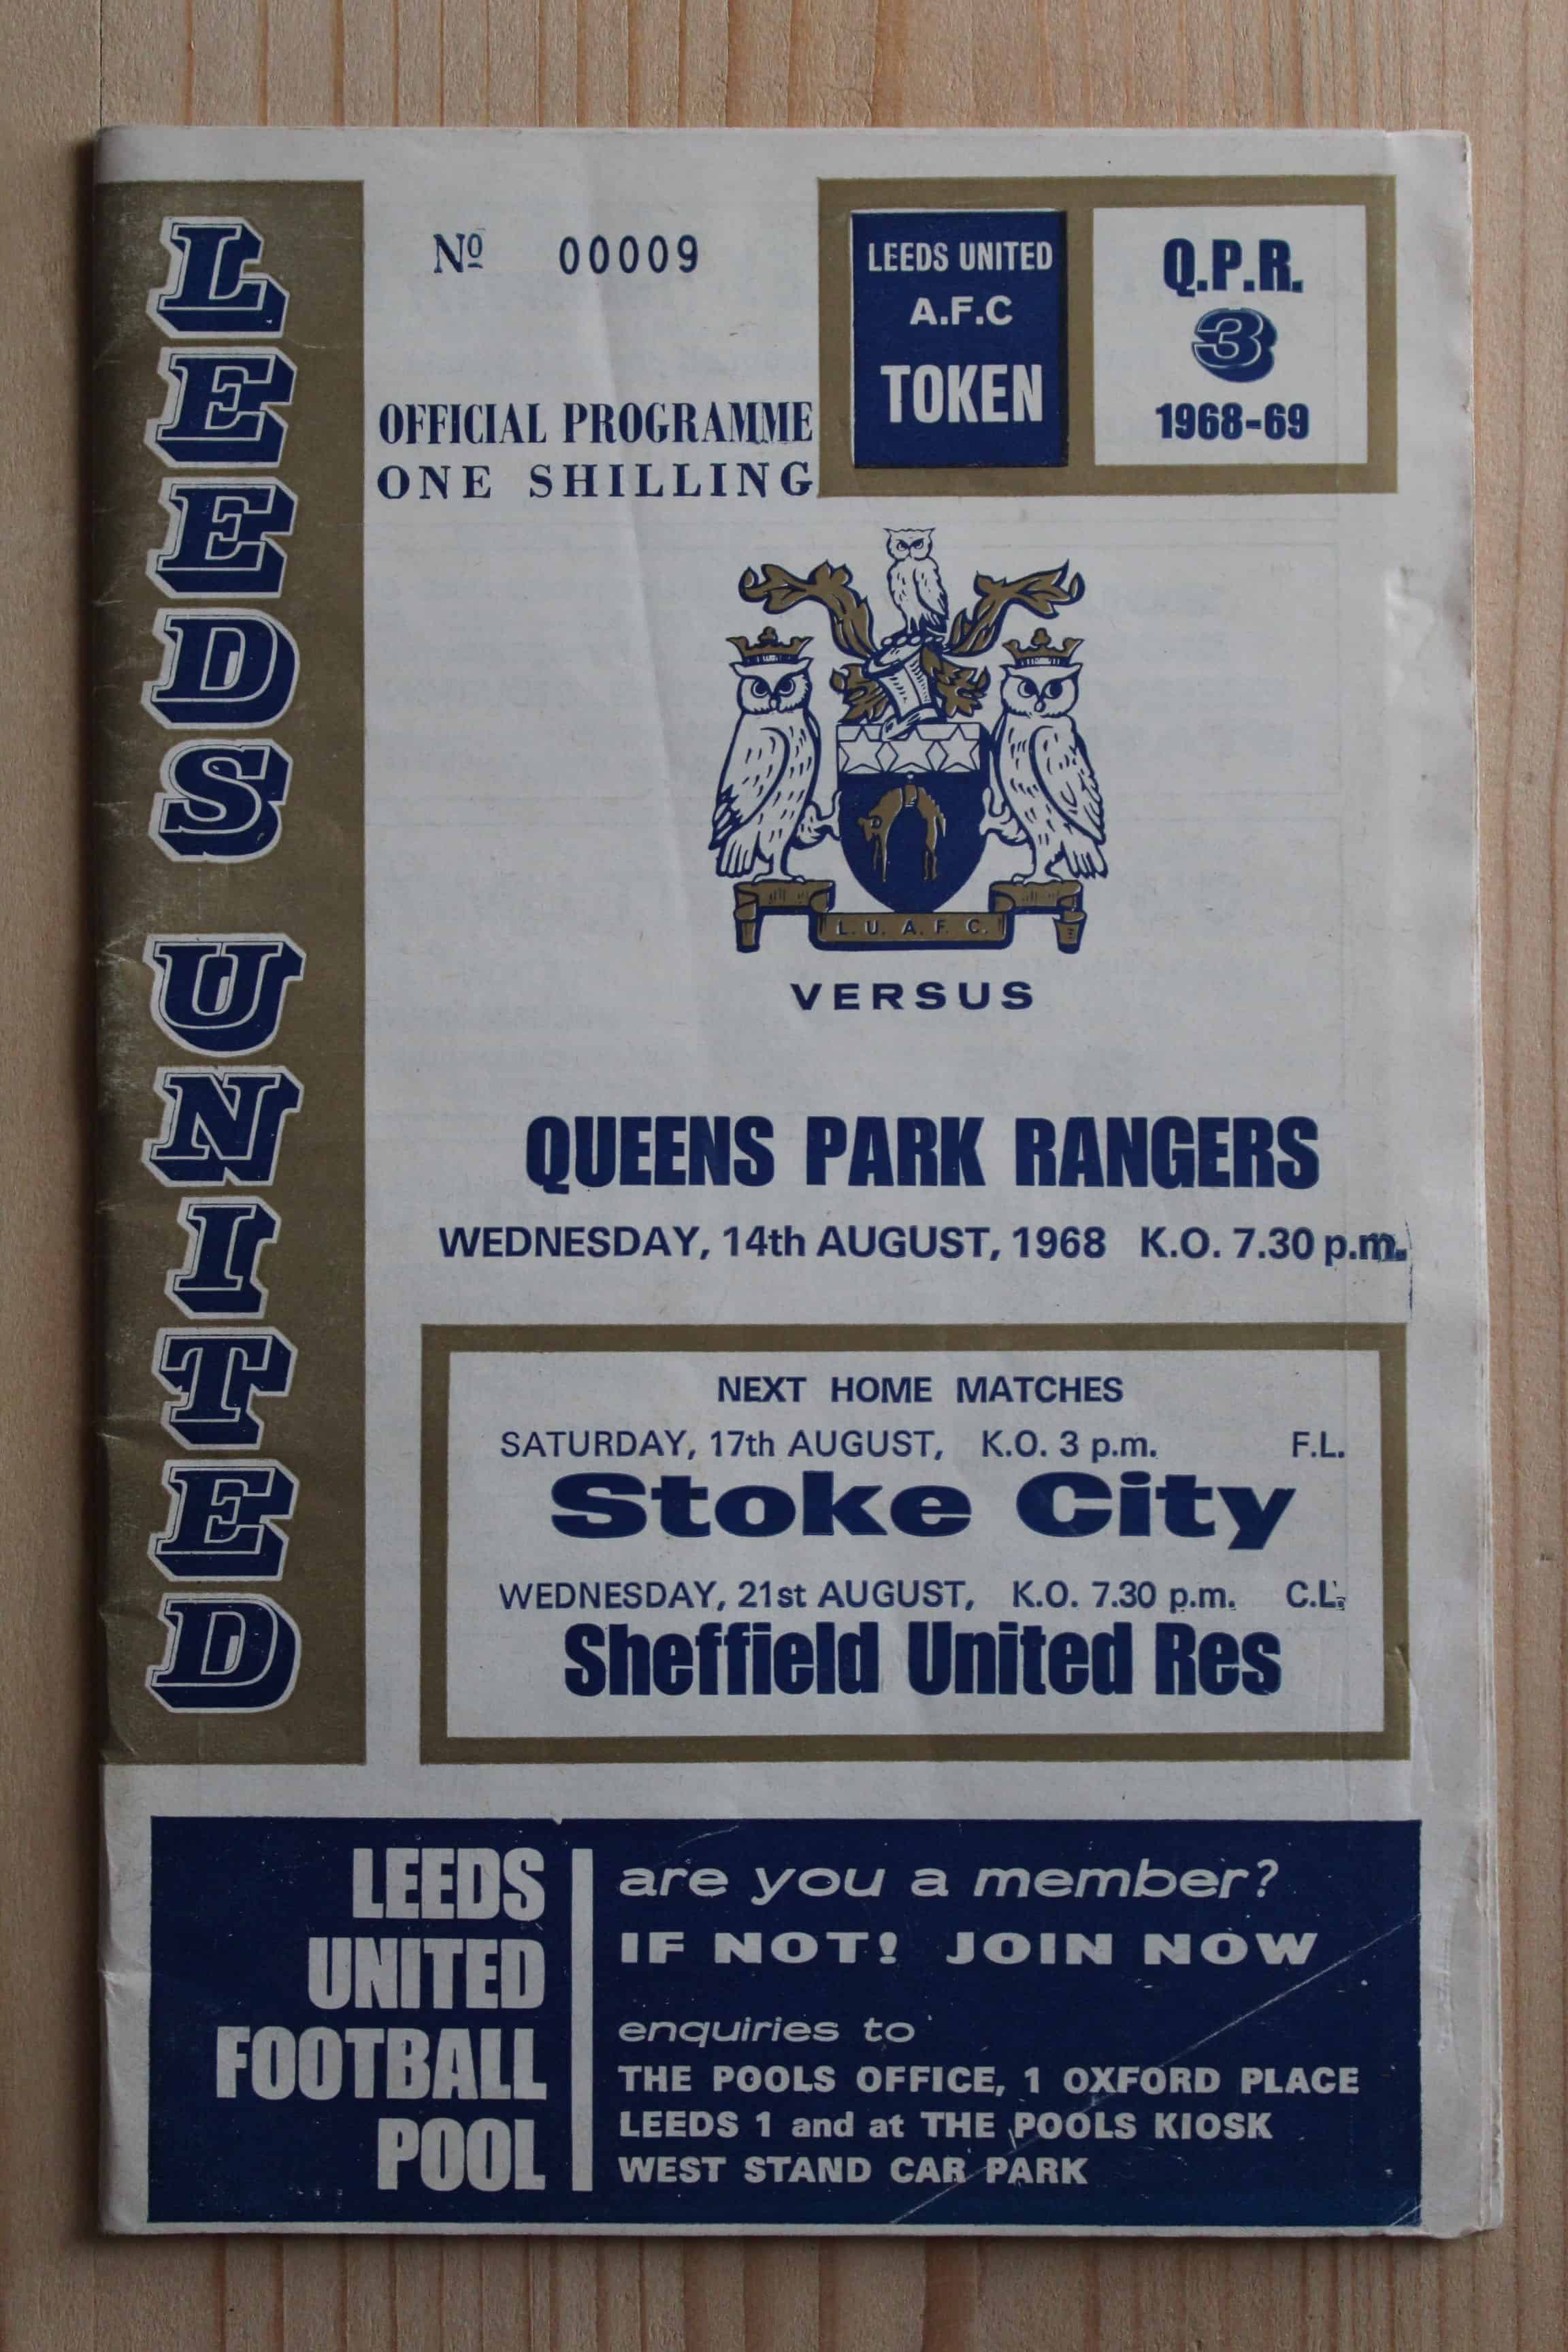 LEEDS UNITED
Nº 00009
OFFICIAL PROGRAMME
ONE SHILLING
LEEDS UNITED
A.F.C
TOKEN
Q.P.R.
3
1968-69
L. U. A. F. C.
VERSUS
QUEENS PARK RANGERS
WEDNESDAY, 14th AUGUST, 1968 K.O. 7.30 p.m.
NEXT HOME MATCHES
SATURDAY, 17th AUGUST, K.O. 3 p.m. F.L.
Stoke City
WEDNESDAY, 21st AUGUST, K.O. 7.30 p.m. C.L.
Sheffield United Res
LEEDS
UNITED
FOOTBALL
POOL
are you a member?
IF NOT! JOIN NOW
enquiries to
THE POOLS OFFICE, 1 OXFORD PLACE
LEEDS 1 and at THE POOLS KIOSK
WEST STAND CAR PARK